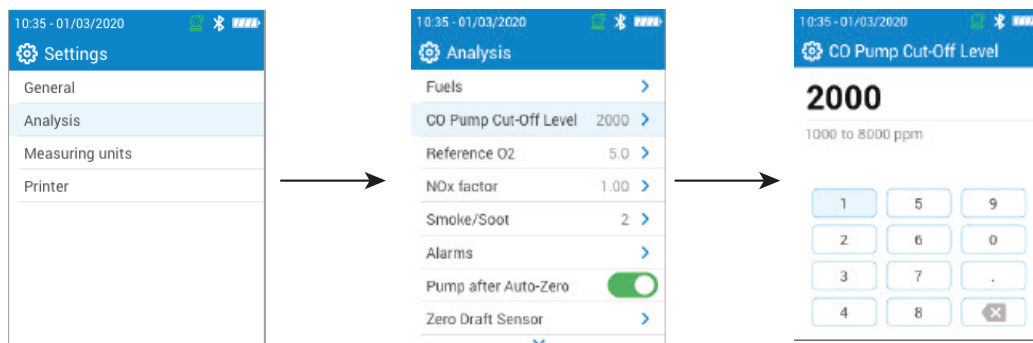 10:35 - 01/03/2020
Settings
General
Analysis
Measuring units
Printer
10:35 - 01/03/2020
Analysis
Fuels
CO Pump Cut-Off Level 2000
Reference O2 5.0
NOx factor 1.00
Smoke/Soot 2
Alarms
Pump after Auto-Zero
Zero Draft Sensor
10:35 - 01/03/2020
CO Pump Cut-Off Level
2000
1000 to 8000 ppm
1 5 9
2 6 0
3 7 .
4 8